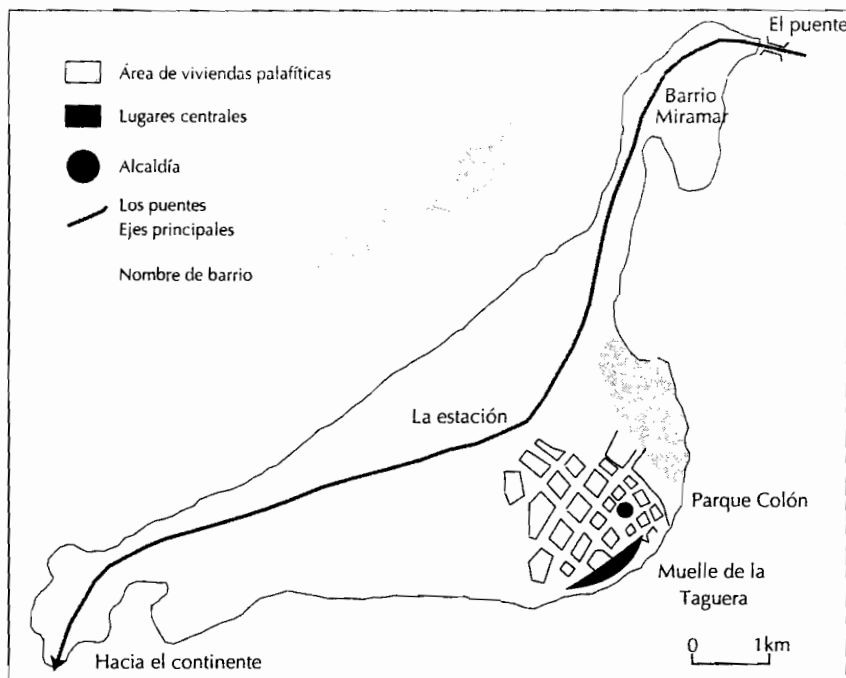 El puente
Área de viviendas palafíticas
Lugares centrales
Alcaldía
Los puentes
Ejes principales
Nombre de barrio
Barrio
Miramar
La estación
Parque Colón
Muelle de la
Taguera
Hacia el continente
0 1km